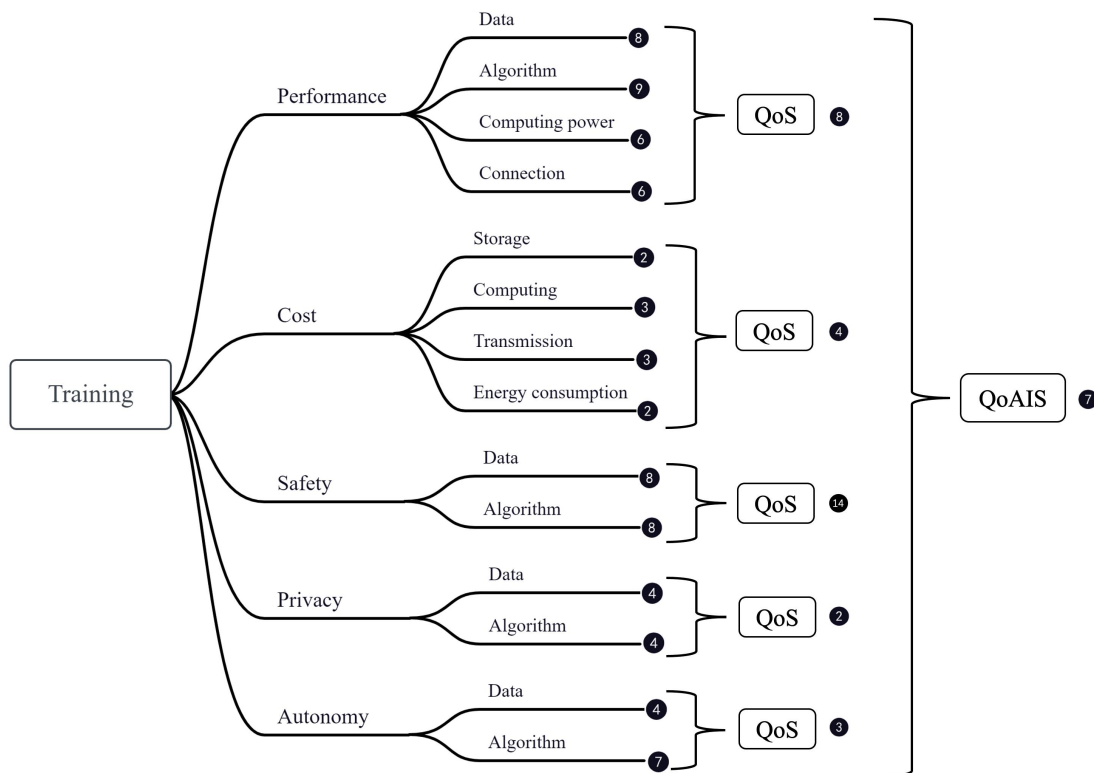 Data
8
Algorithm
9
Performance
Computing power
6
QoS
8
Connection
6
Storage
2
Computing
3
Cost
Transmission
3
QoS
4
Energy consumption
2
Training
QoAIS
7
Data
8
Safety
Algorithm
8
QoS
14
Data
4
Privacy
Algorithm
4
QoS
2
Data
4
Autonomy
Algorithm
7
QoS
3